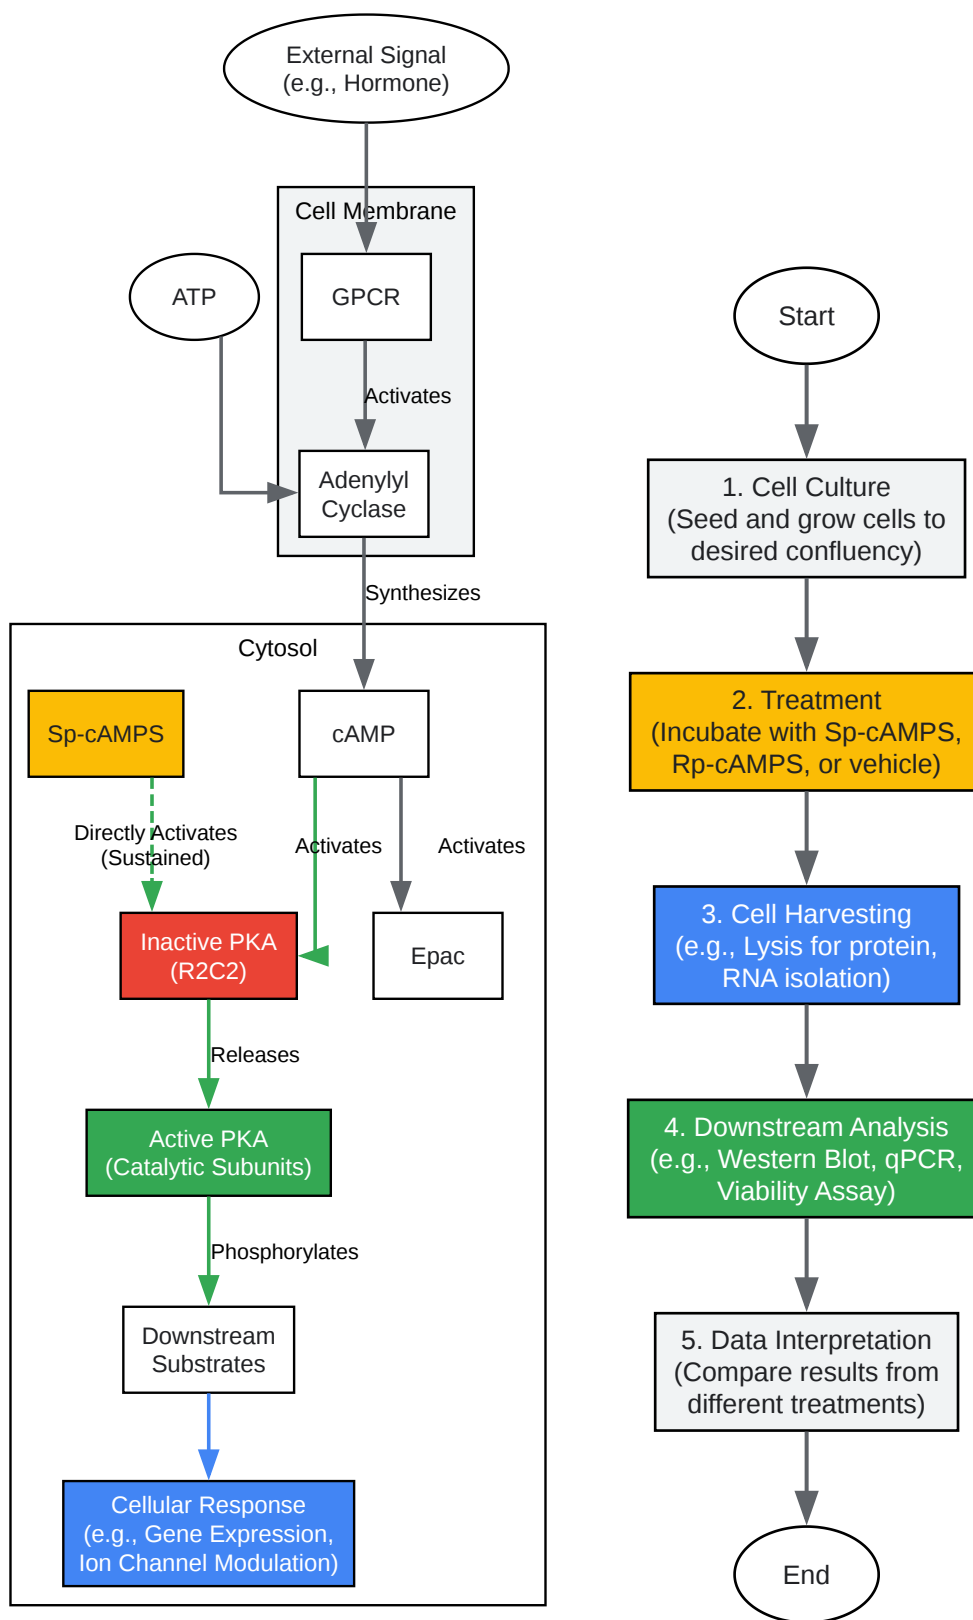 External Signal
(e.g., Hormone)
Cell Membrane
ATP
GPCR
Activates
Adenylyl
Cyclase
Synthesizes
Cytosol
Sp-cAMPS
cAMP
Directly Activates
(Sustained)
Activates
Activates
Inactive PKA
(R2C2)
Epac
Releases
Active PKA
(Catalytic Subunits)
Phosphorylates
Downstream
Substrates
Cellular Response
(e.g., Gene Expression,
Ion Channel Modulation)
Start
1. Cell Culture
(Seed and grow cells to
desired confluency)
2. Treatment
(Incubate with Sp-cAMPS,
Rp-cAMPS, or vehicle)
3. Cell Harvesting
(e.g., Lysis for protein,
RNA isolation)
4. Downstream Analysis
(e.g., Western Blot, qPCR,
Viability Assay)
5. Data Interpretation
(Compare results from
different treatments)
End